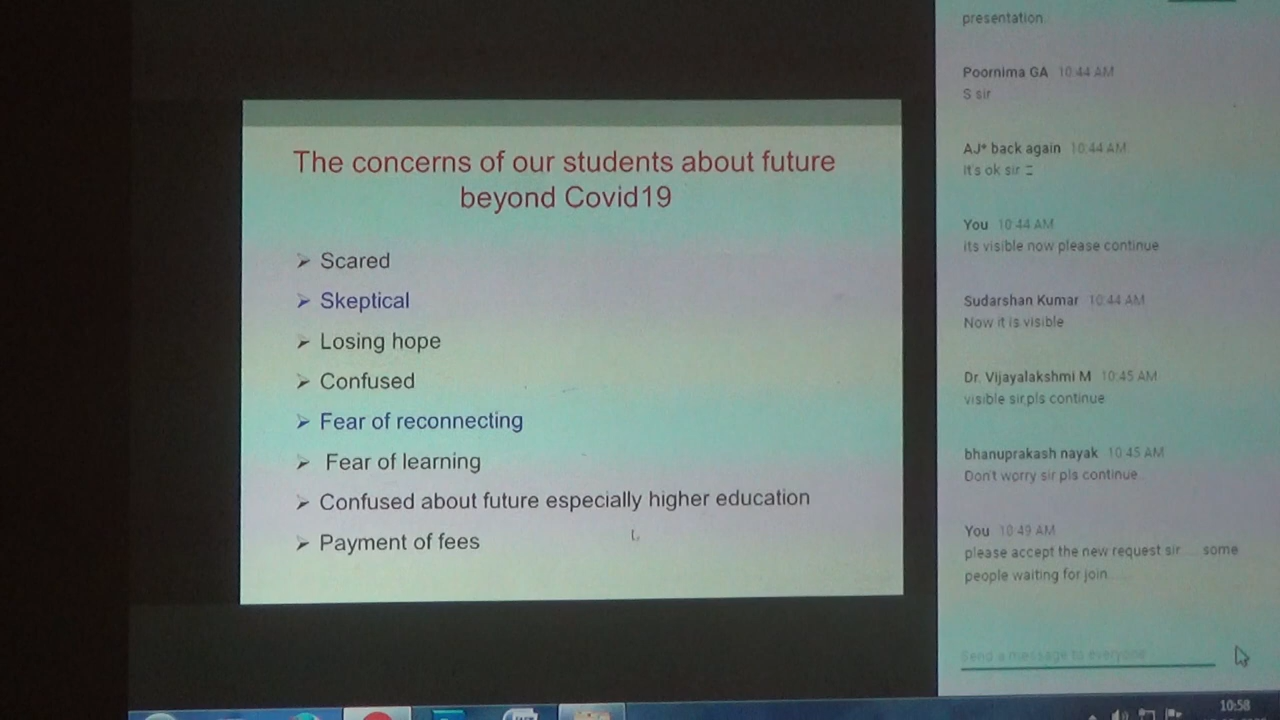 The concerns of our students about future
beyond Covid19
➢ Scared
➢ Skeptical
➢ Losing hope
➢ Confused
➢ Fear of reconnecting
➢ Fear of learning
➢ Confused about future especially higher education
➢ Payment of fees
presentation
Poornima GA 10:44 AM
S sir
AJ* back again 10:44 AM
it's ok sir
You 10:44 AM
its visible now please continue
Sudarshan Kumar 10:44 AM
Now it is visible
Dr. Vijayalakshmi M 10:45 AM
visible sir,pls continue
bhanuprakash nayak 10:45 AM
Don't worry sir pls continue
You 10:49 AM
please accept the new request sir.... some
people waiting for join....
Send a message to everyone
10:58